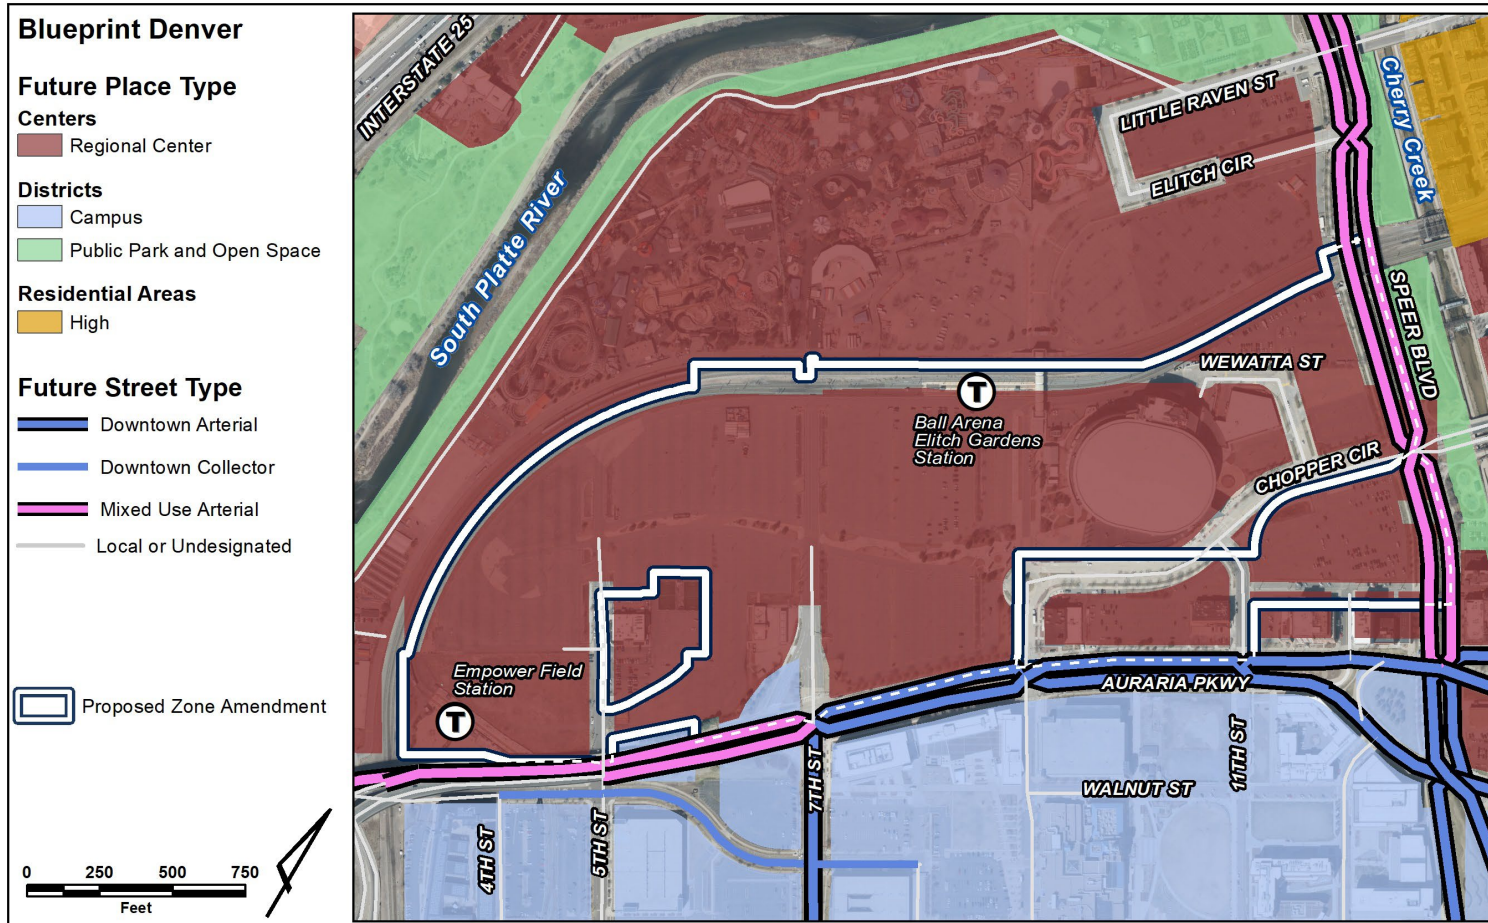 Blueprint Denver
Future Place Type
Centers
Regional Center
Districts
Campus
Public Park and Open Space
Residential Areas
High
Future Street Type
Downtown Arterial
Downtown Collector
Mixed Use Arterial
Local or Undesignated
Proposed Zone Amendment
0 250 500 750
Feet
INTERSTATE 25
South Platte River
LITTLE RAVEN ST
ELITCH CIR
Cherry Creek
SPEER BLVD
WEWATTA ST
T
Ball Arena
Elitch Gardens
Station
CHOPPER CIR
Empower Field
Station
T
AURARIA PKWY
7TH ST
11TH ST
WALNUT ST
4TH ST
5TH ST